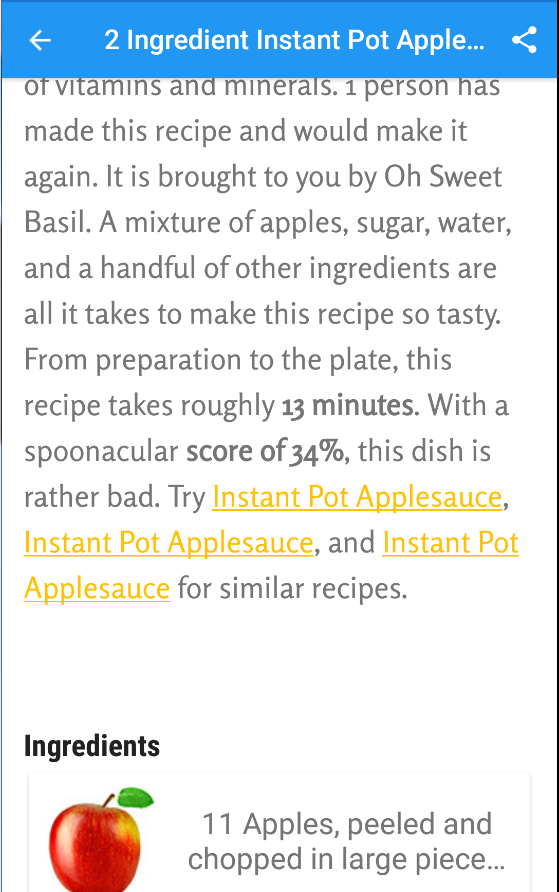 2 Ingredient Instant Pot Apple...
of vitamins and minerals. 1 person has
made this recipe and would make it
again. It is brought to you by Oh Sweet
Basil. A mixture of apples, sugar, water,
and a handful of other ingredients are
all it takes to make this recipe so tasty.
From preparation to the plate, this
recipe takes roughly 13 minutes. With a
spoonacular score of 34%, this dish is
rather bad. Try Instant Pot Applesauce,
Instant Pot Applesauce, and Instant Pot
Applesauce for similar recipes.
Ingredients
11 Apples, peeled and
chopped in large piece...